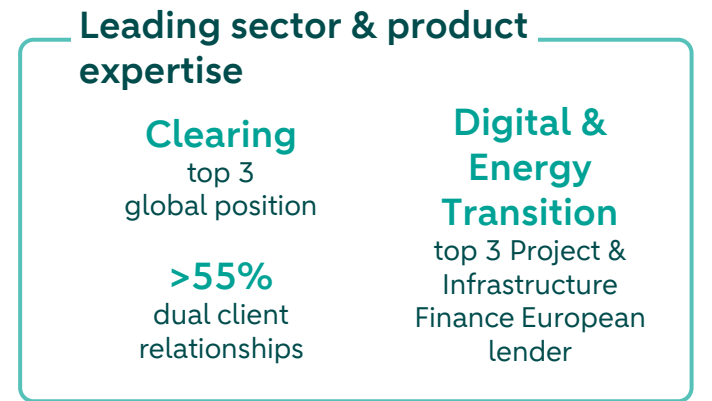 Leading sector & product
expertise
Clearing
top 3
global position
>55%
dual client
relationships
Digital &
Energy
Transition
top 3 Project &
Infrastructure
Finance European
lender